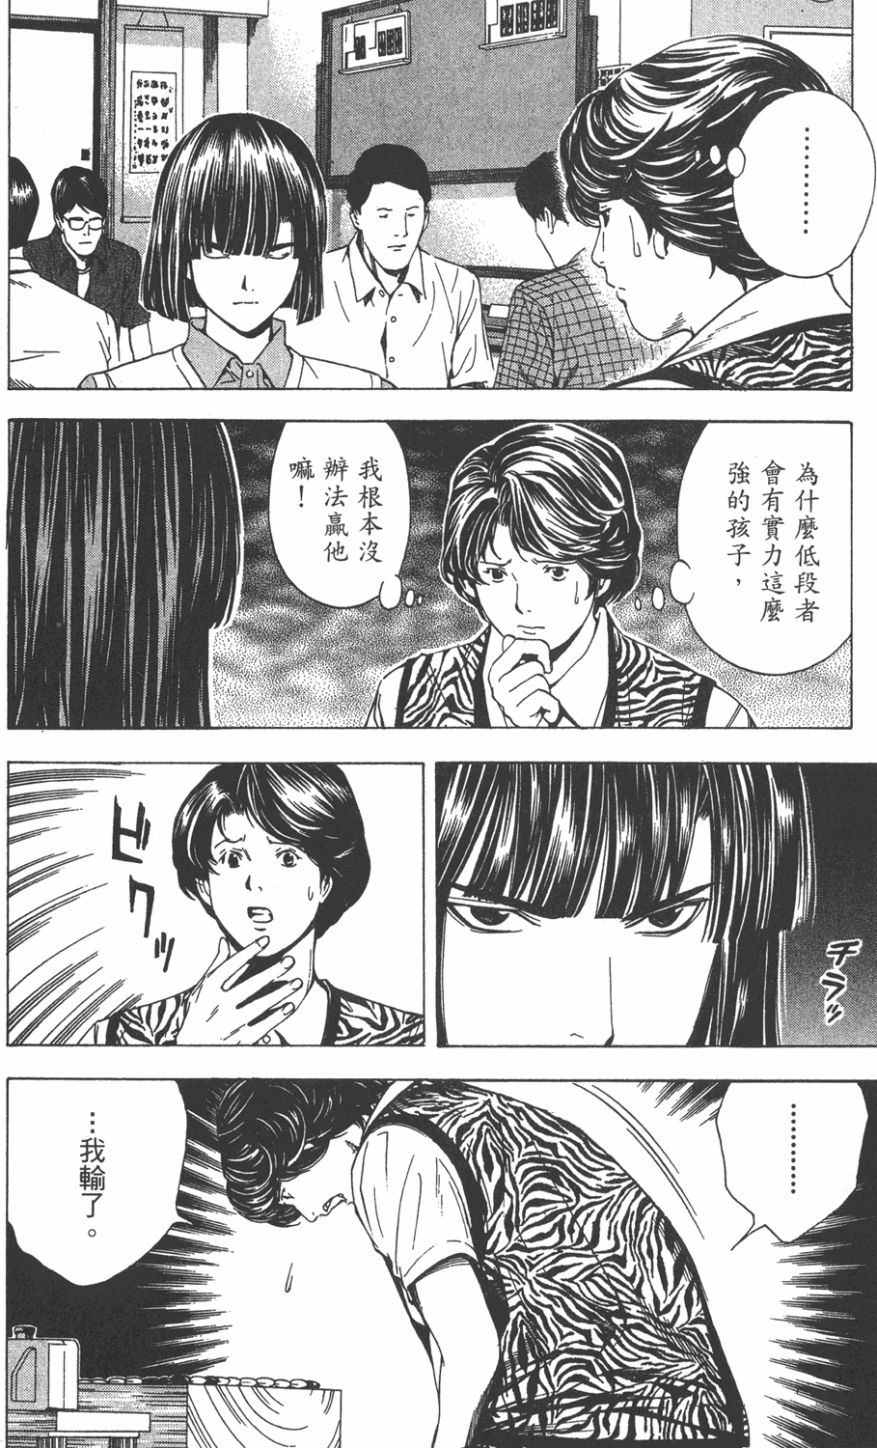 ………
為什麼低段者
會有實力這麼
強的孩子，
我根本沒
辦法贏他
嘛！
チラッ
ビクッ
………
…我輸了。